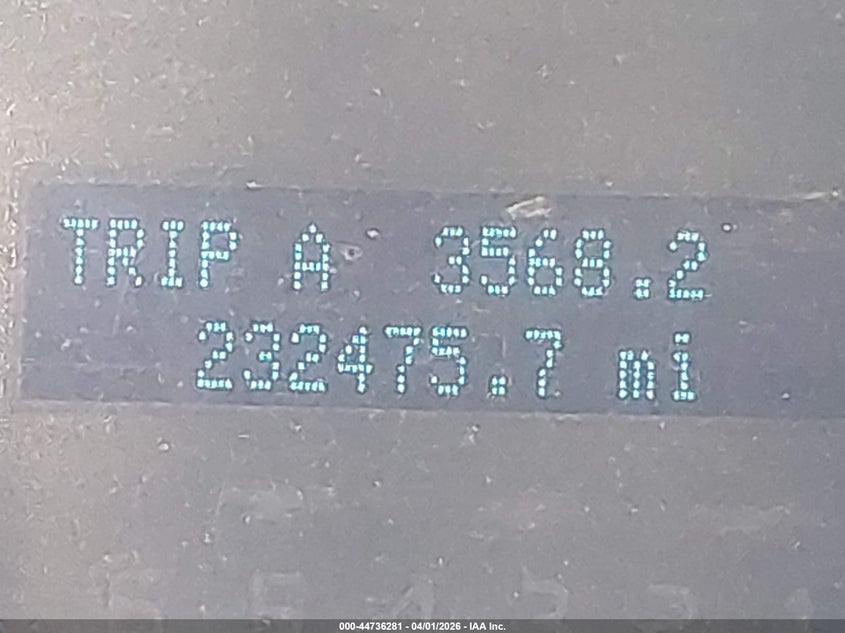 TRIP A 3568.2
232475.7 mi
000-44736281 - 04/01/2026 - IAA Inc.